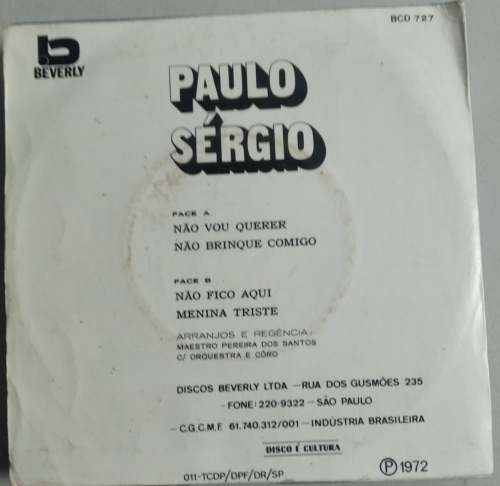 BCD 727
b
BEVERLY
PAULO
SÉRGIO
FACE A
NÃO VOU QUERER
NÃO BRINQUE COMIGO
FACE B
NÃO FICO AQUI
MENINA TRISTE
ARRANJOS E REGÊNCIA:
MAESTRO PEREIRA DOS SANTOS
C/ ORQUESTRA E CÔRO
DISCOS BEVERLY LTDA — RUA DOS GUSMÕES 235
- FONE: 220-9322 — SÃO PAULO
- C.G.C.M.F. 61.740.312/001 - INDÚSTRIA BRASILEIRA
DISCO É CULTURA
011-TCDP/DPF/DR/SP
Ⓟ 1972